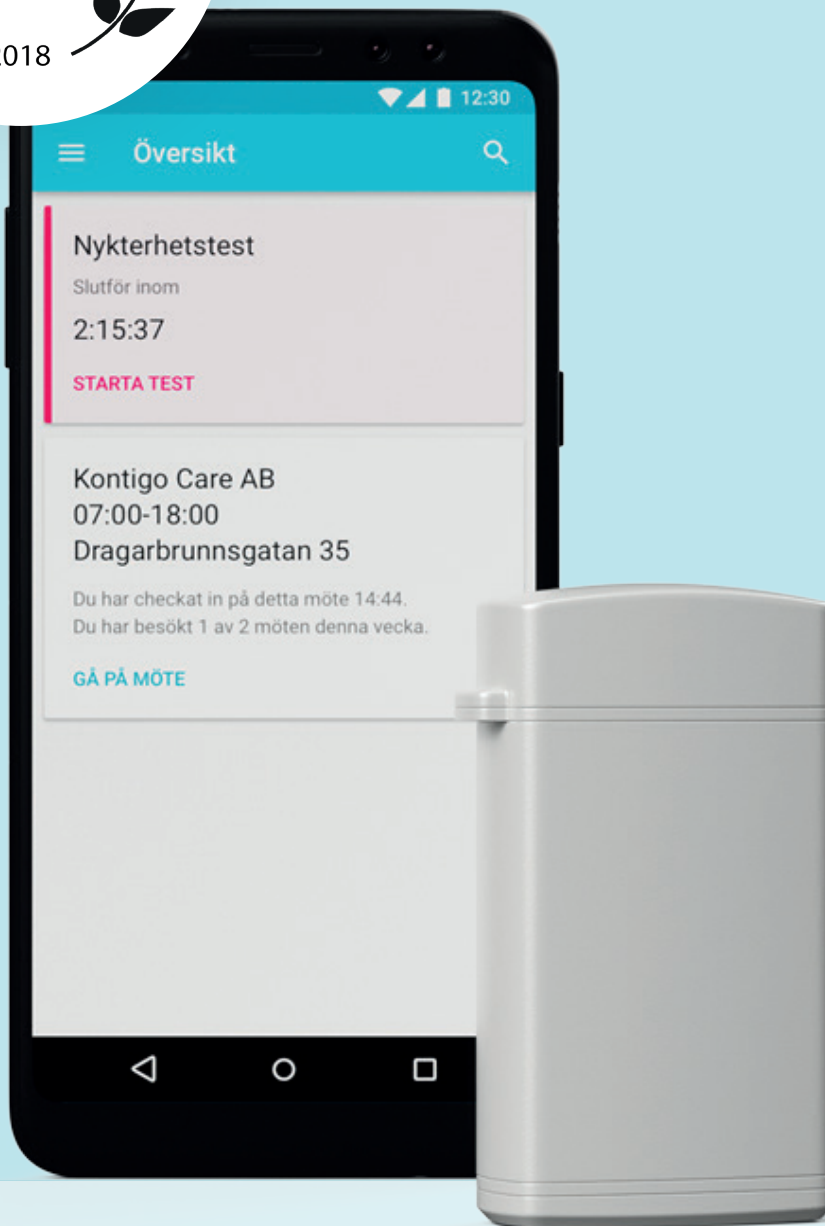 2018
12:30
Översikt
Nykterhetstest
Slutför inom
2:15:37
STARTA TEST
Kontigo Care AB
07:00-18:00
Dragarbrunnsgatan 35
Du har checkat in på detta möte 14:44.
Du har besökt 1 av 2 möten denna vecka.
GÅ PÅ MÖTE